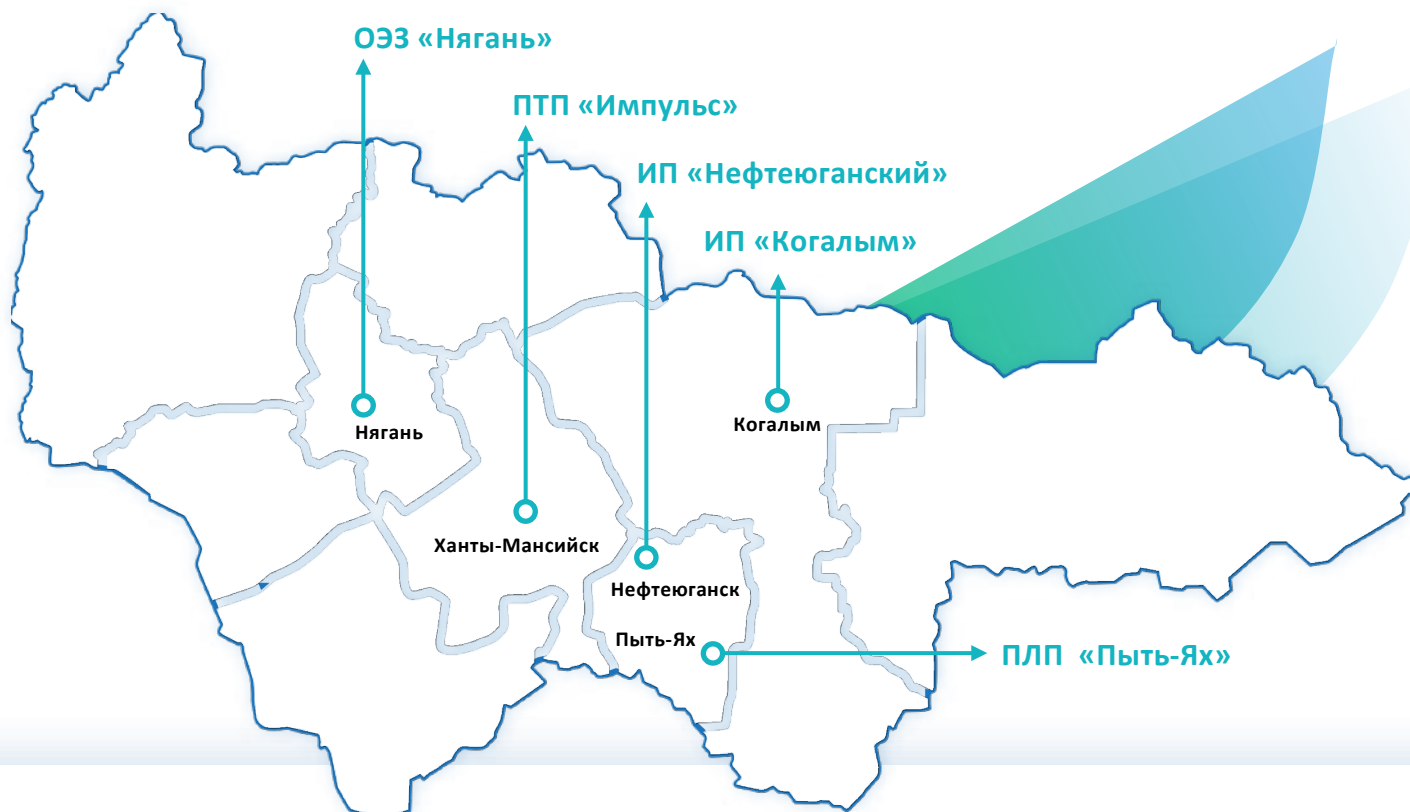 ОЭЗ «Нягань»
ПТП «Импульс»
ИП «Нефтеюганский»
ИП «Когалым»
Нягань
Когалым
Ханты-Мансийск
Нефтеюганск
Пыть-Ях
ПЛП «Пыть-Ях»